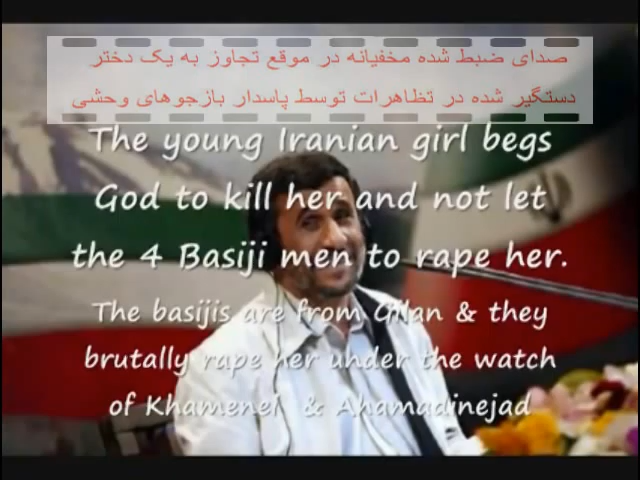 صدای ضبط شده مخفیانه در موقع تجاوز به یک دختر
دستگیر شده در تظاهرات توسط پاسدار بازجوهای وحشی
The young Iranian girl begs
God to kill her and not let
the 4 Basiji men to rape her.
The basijis are from Gilan & they
brutally rape her under the watch
of Khamenei & Ahamadinejad